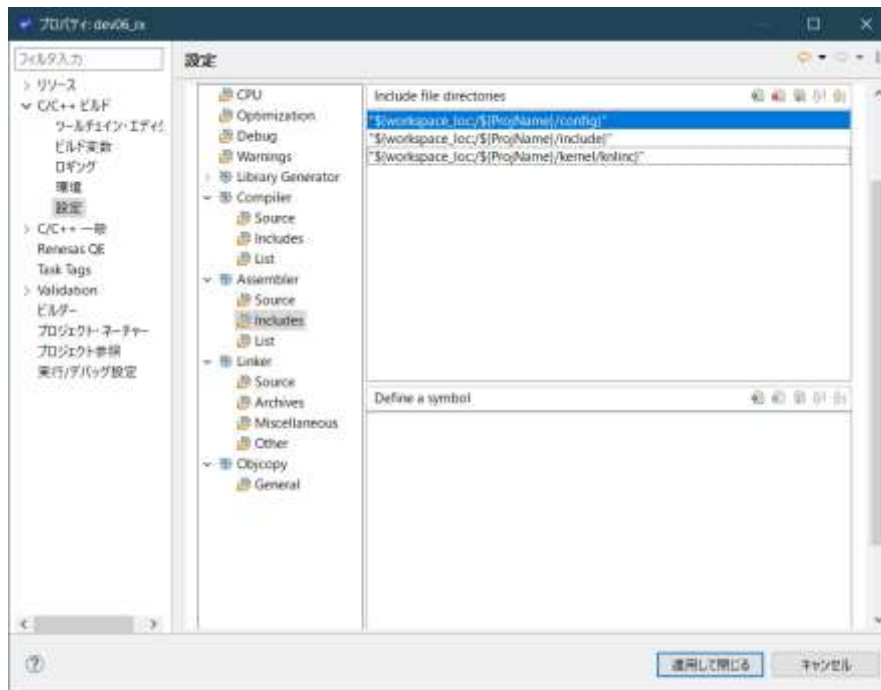 プロパティ: dev06_rx
フィルタ入力
設定
リソース
C/C++ ビルド
ツールチェイン・エディ
ビルド変数
ロギング
環境
設定
C/C++ 一般
Renesas QE
Task Tags
Validation
ビルダー
プロジェクト・ネーチャー
プロジェクト参照
実行/デバッグ設定
CPU
Optimization
Debug
Warnings
Library Generator
Compiler
Source
Includes
List
Assembler
Source
Includes
List
Linker
Source
Archives
Miscellaneous
Other
Objcopy
General
Include file directories
"${workspace_loc:/${ProjName}/config}"
"${workspace_loc:/${ProjName}/include}"
"${workspace_loc:/${ProjName}/kernel/knlinc}"
Define a symbol
適用して閉じる
キャンセル